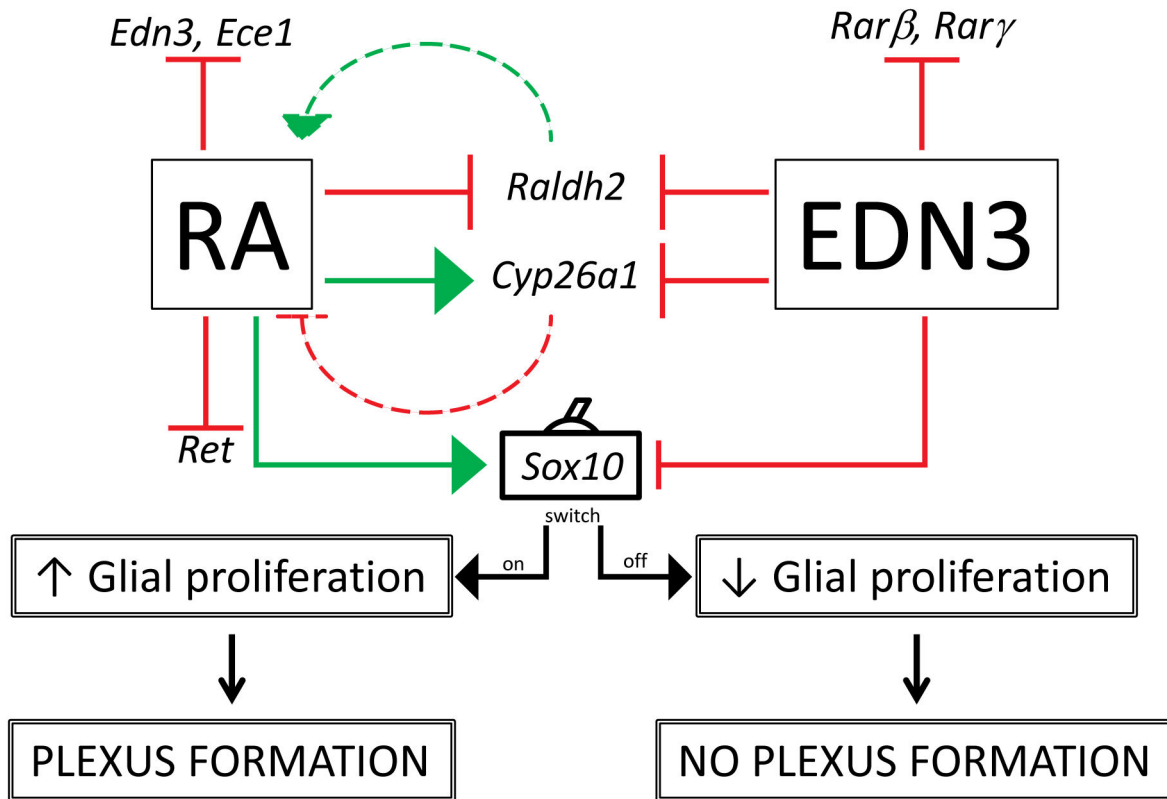 Edn3, Ece1
Rarβ, Rarγ
RA
Raldh2
EDN3
Cyp26a1
Ret
Sox10
switch
on
off
↑ Glial proliferation
↓ Glial proliferation
PLEXUS FORMATION
NO PLEXUS FORMATION